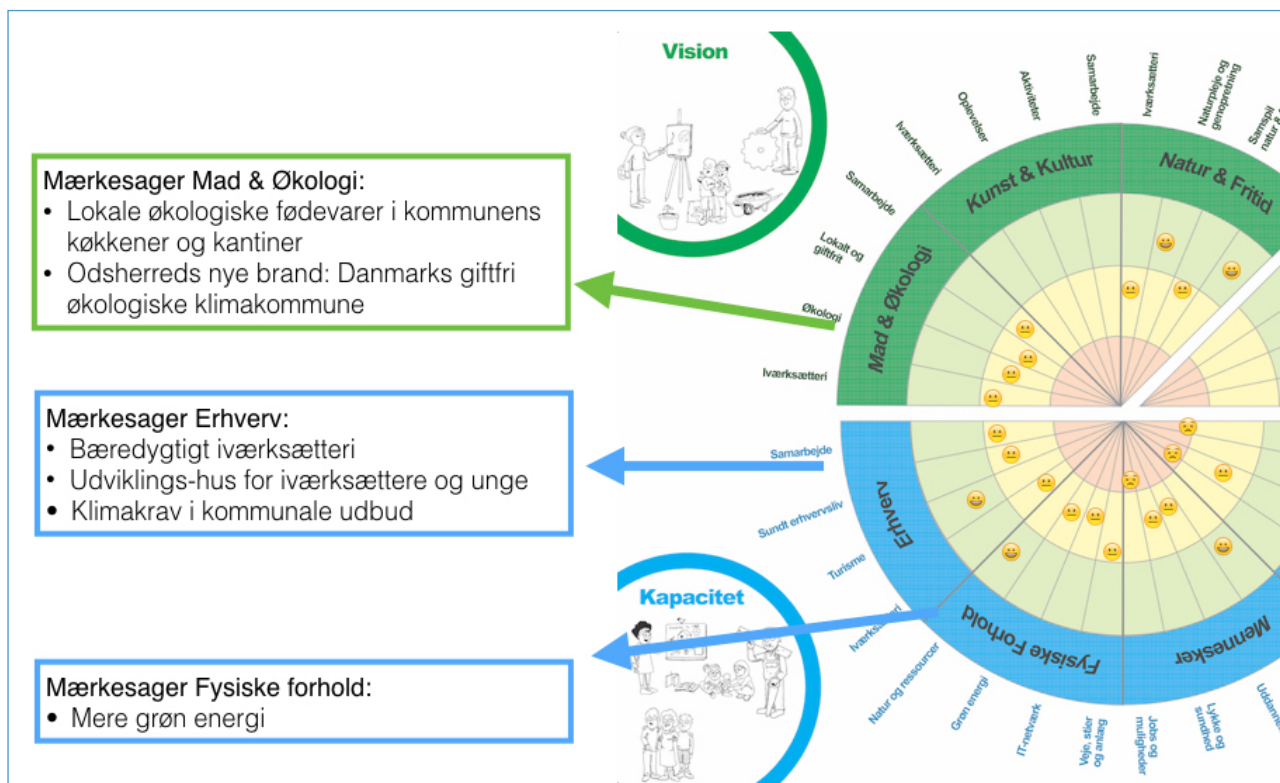 Mærkesager Mad & Økologi:
• Lokale økologiske fødevarer i kommunens
køkkener og kantiner
• Odsherreds nye brand: Danmarks giftfri
økologiske klimakommune
Mærkesager Erhverv:
• Bæredygtigt iværksætteri
• Udviklings-hus for iværksættere og unge
• Klimakrav i kommunale udbud
Mærkesager Fysiske forhold:
• Mere grøn energi
Vision
Kapacitet
Mad & Økologi
Kunst & Kultur
Natur & Fritid
Erhverv
Fysiske Forhold
Mennesker
Iværksætteri
Økologi
Lokalt og
giftfrit
Samarbejde
Iværksætteri
Oplevelser
Aktiviteter
Samarbejde
Iværksætteri
Naturpleje og
genopretning
Samspil
natur &
Samarbejde
Sundt erhvervsliv
Turisme
Iværksætteri
Natur og ressourcer
Grøn energi
IT-netværk
Veje, stier
og anlæg
Jobs og
muligheder
Lykke og
sundhed